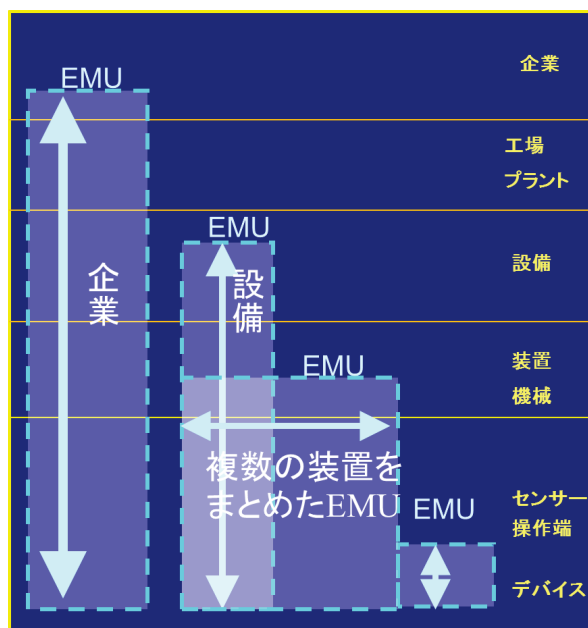 EMU
企業
工場
プラント
EMU
企業
設備
設備
EMU
装置
機械
複数の装置を
まとめたEMU
EMU
センサー
操作端
デバイス